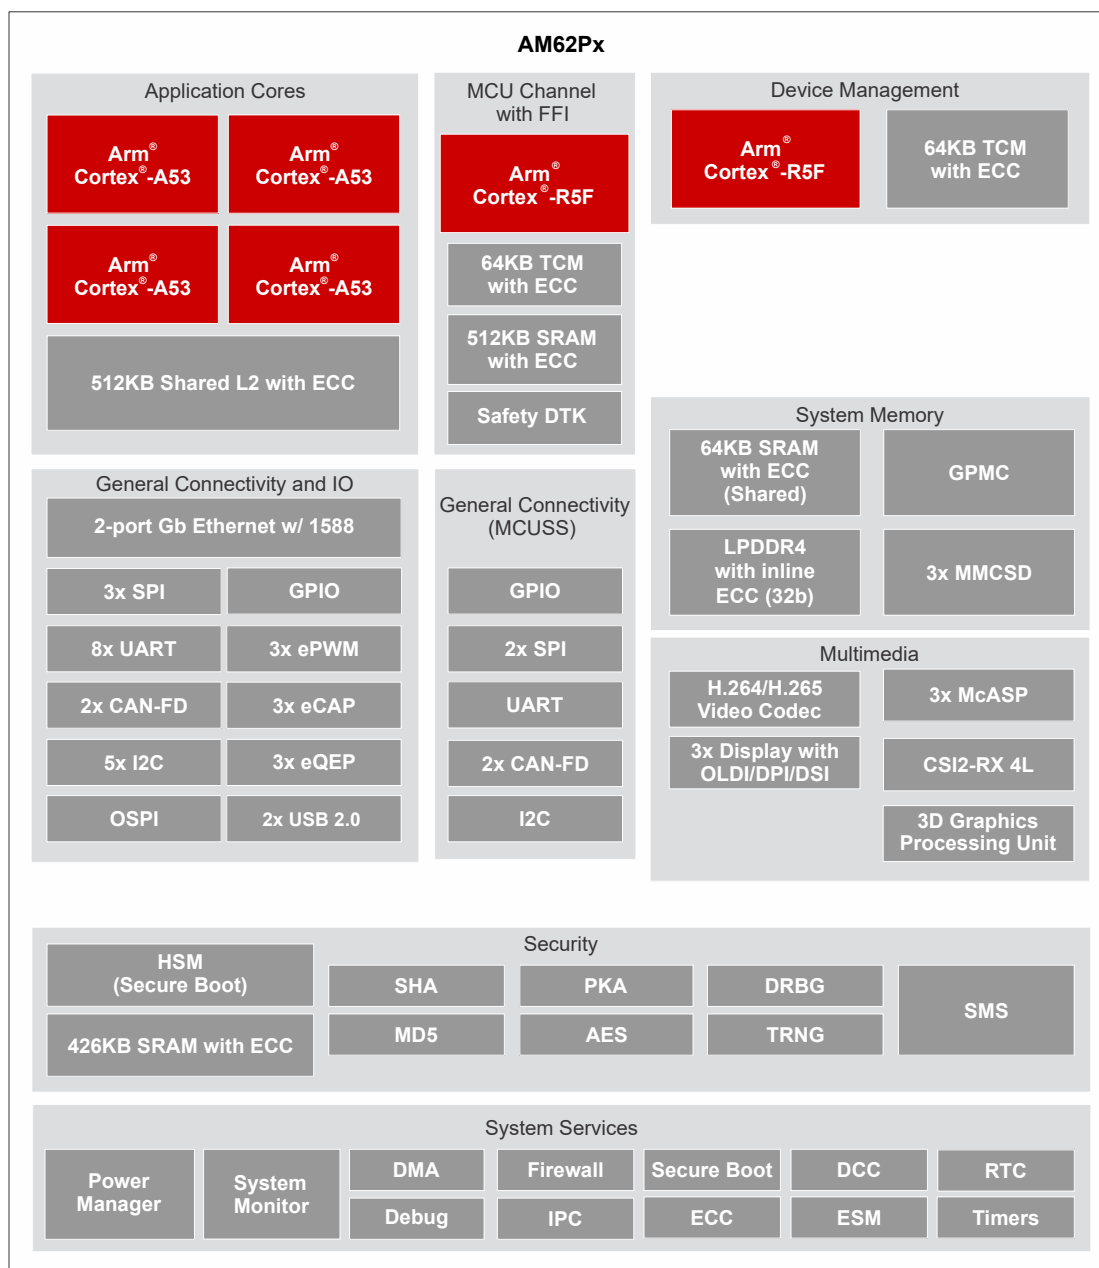 AM62Px
Application Cores
Arm®
Cortex®-A53
Arm®
Cortex®-A53
Arm®
Cortex®-A53
Arm®
Cortex®-A53
512KB Shared L2 with ECC
MCU Channel
with FFI
Arm®
Cortex®-R5F
64KB TCM
with ECC
512KB SRAM
with ECC
Safety DTK
Device Management
Arm®
Cortex®-R5F
64KB TCM
with ECC
System Memory
64KB SRAM
with ECC
(Shared)
GPMC
LPDDR4
with inline
ECC (32b)
3x MMCSD
General Connectivity and IO
2-port Gb Ethernet w/ 1588
3x SPI
GPIO
8x UART
3x ePWM
2x CAN-FD
3x eCAP
5x I2C
3x eQEP
OSPI
2x USB 2.0
General Connectivity
(MCUSS)
GPIO
2x SPI
UART
2x CAN-FD
I2C
Multimedia
H.264/H.265
Video Codec
3x McASP
3x Display with
OLDI/DPI/DSI
CSI2-RX 4L
3D Graphics
Processing Unit
Security
HSM
(Secure Boot)
426KB SRAM with ECC
SHA
PKA
DRBG
MD5
AES
TRNG
SMS
System Services
Power
Manager
System
Monitor
DMA
Firewall
Secure Boot
DCC
RTC
Debug
IPC
ECC
ESM
Timers